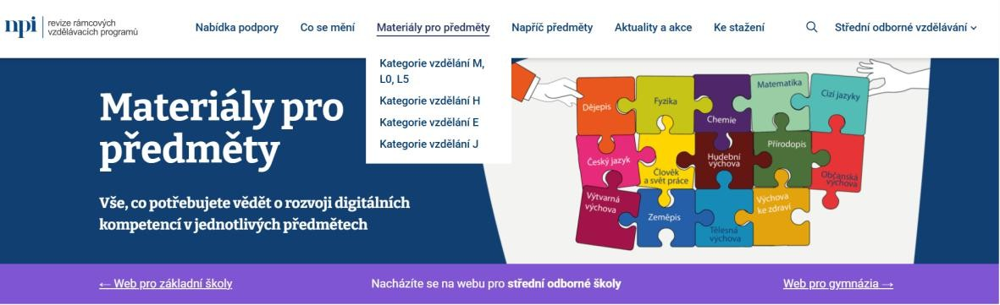 npi
revize rámcových
vzdělávacích programů
Nabídka podpory
Co se mění
Materiály pro předměty
Napříč předměty
Aktuality a akce
Ke stažení
Střední odborné vzdělávání
Kategorie vzdělání M,
L0, L5
Kategorie vzdělání H
Kategorie vzdělání E
Kategorie vzdělání J
Materiály pro
předměty
Vše, co potřebujete vědět o rozvoji digitálních
kompetencí v jednotlivých předmětech
Dějepis
Fyzika
Chemie
Matematika
Cizí jazyky
Český jazyk
Člověk
a svět práce
Hudební
výchova
Přírodopis
Občanská
výchova
Výtvarná
výchova
Zeměpis
Tělesná
výchova
Výchova
ke zdraví
← Web pro základní školy
Nacházíte se na webu pro střední odborné školy
Web pro gymnázia →